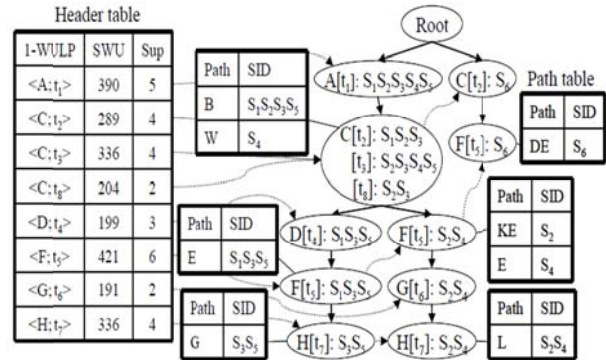 Header table
1-WULP SWU Sup
<A; t₁> 390 5
<C; t₂> 289 4
<C; t₃> 336 4
<C; t₈> 204 2
<D; t₄> 199 3
<F; t₅> 421 6
<G; t₆> 191 2
<H; t₇> 336 4
Path SID
B S₁S₂S₃S₅
W S₄
Root
A[t₁]: S₁S₂S₃S₄S₅
C[t₂]: S₁S₂S₃
[t₃]: S₂S₃S₄S₅
[t₈]: S₂S₃
Path table
Path SID
DE S₆
F[t₅]: S₆
D[t₄]: S₁S₃S₅
F[t₅]: S₂S₄
Path SID
E S₁S₃S₅
Path SID
KE S₂
E S₄
F[t₅]: S₁S₃S₅
G[t₆]: S₂S₄
Path SID
G S₃S₅
H[t₇]: S₃S₅
H[t₇]: S₂S₄
Path SID
L S₂S₄